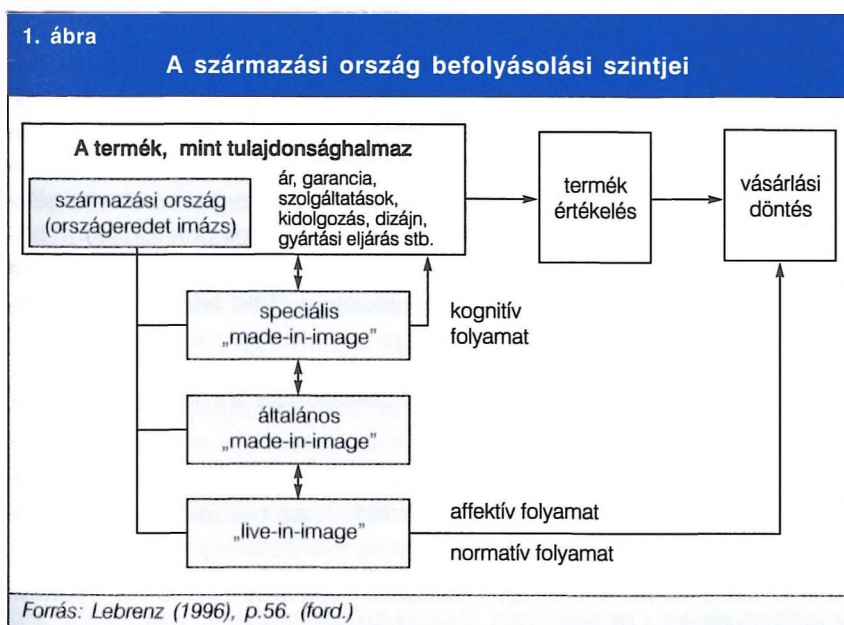 1. ábra
A származási ország befolyásolási szintjei
A termék, mint tulajdonsághalmaz
származási ország
(országeredet imázs)
ár, garancia,
szolgáltatások,
kidolgozás, dizájn,
gyártási eljárás stb.
termék
értékelés
vásárlási
döntés
speciális
„made-in-image”
kognitív
folyamat
általános
„made-in-image”
„live-in-image”
affektív folyamat
normatív folyamat
Forrás: Lebrenz (1996), p.56. (ford.)